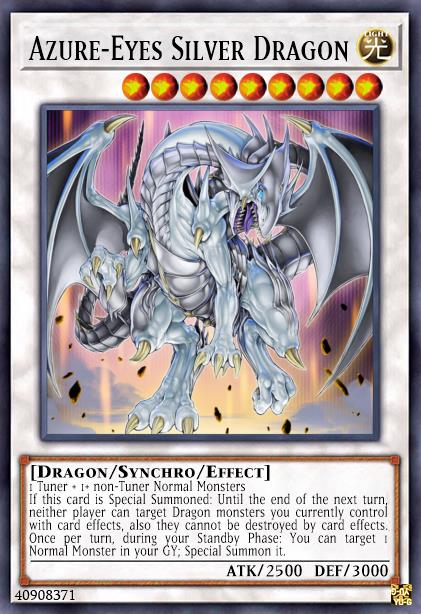 AZURE-EYES SILVER DRAGON
LIGHT
光
[DRAGON/SYNCHRO/EFFECT]
1 Tuner + 1+ non-Tuner Normal Monsters
If this card is Special Summoned: Until the end of the next turn,
neither player can target Dragon monsters you currently control
with card effects, also they cannot be destroyed by card effects.
Once per turn, during your Standby Phase: You can target 1
Normal Monster in your GY; Special Summon it.
ATK/2500 DEF/3000
40908371